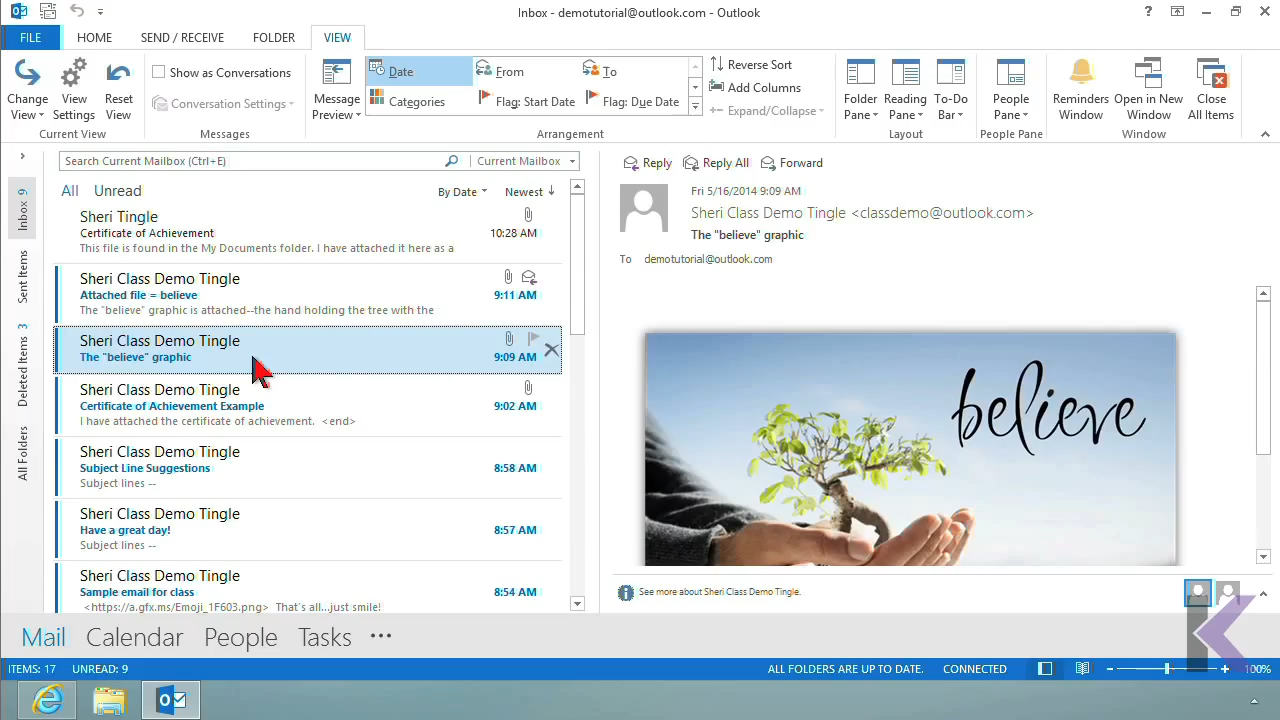 Inbox - demotutorial@outlook.com - Outlook
FILE HOME SEND / RECEIVE FOLDER VIEW
Change View
View Settings
Reset View
Current View
Show as Conversations
Conversation Settings
Messages
Message Preview
Date From To
Categories Flag: Start Date Flag: Due Date
Reverse Sort
Add Columns
Expand/Collapse
Arrangement
Folder Pane
Reading Pane
To-Do Bar
Layout
People Pane
People Pane
Reminders Window
Open in New Window
Close All Items
Window
Search Current Mailbox (Ctrl+E) Current Mailbox
All Unread By Date Newest
Inbox 9
Sent Items
Deleted Items 3
All Folders
Sheri Tingle
Certificate of Achievement 10:28 AM
This file is found in the My Documents folder. I have attached it here as a
Sheri Class Demo Tingle
Attached file = believe 9:11 AM
The "believe" graphic is attached--the hand holding the tree with the
Sheri Class Demo Tingle
The "believe" graphic 9:09 AM
Sheri Class Demo Tingle
Certificate of Achievement Example 9:02 AM
I have attached the certificate of achievement. <end>
Sheri Class Demo Tingle
Subject Line Suggestions 8:58 AM
Subject lines --
Sheri Class Demo Tingle
Have a great day! 8:57 AM
Subject lines --
Sheri Class Demo Tingle
Sample email for class 8:54 AM
<https://a.gfx.ms/Emoji_1F603.png> That's all...just smile!
Reply Reply All Forward
Fri 5/16/2014 9:09 AM
Sheri Class Demo Tingle <classdemo@outlook.com>
The "believe" graphic
To demotutorial@outlook.com
believe
See more about Sheri Class Demo Tingle.
Mail Calendar People Tasks •••
K
ITEMS: 17 UNREAD: 9 ALL FOLDERS ARE UP TO DATE. CONNECTED 100%